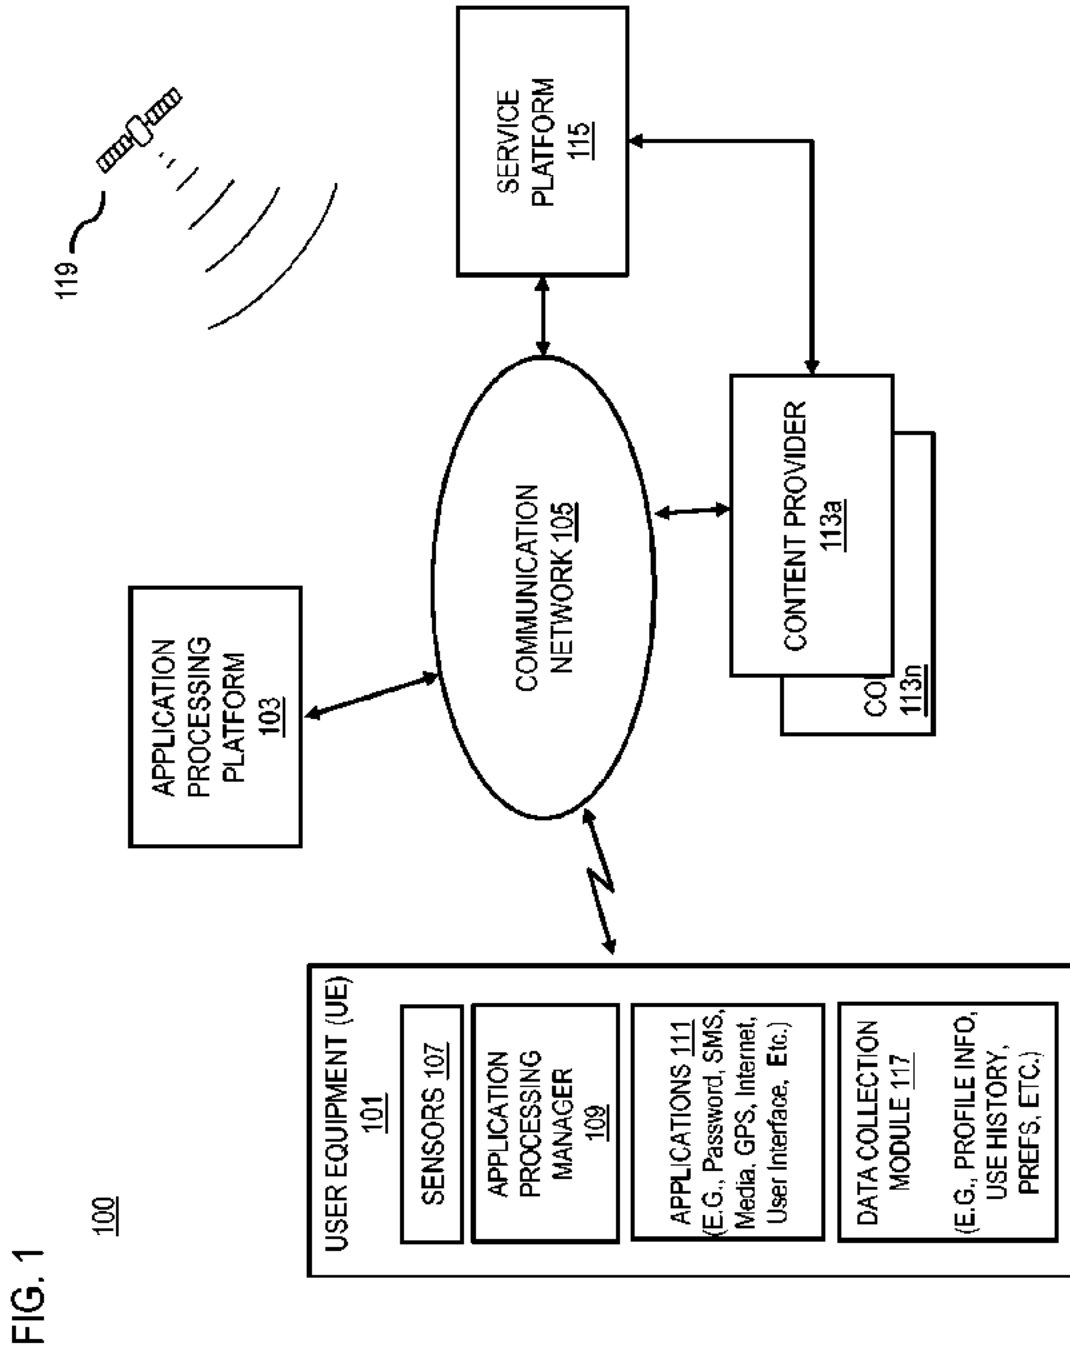 FIG. 1
100
119
USER EQUIPMENT (UE)
101
SENSORS 107
APPLICATION
PROCESSING
MANAGER
109
APPLICATIONS 111
(E.G., Password, SMS,
Media, GPS, Internet,
User Interface, Etc.)
DATA COLLECTION
MODULE 117
(E.G., PROFILE INFO,
USE HISTORY,
PREFS, ETC.)
APPLICATION
PROCESSING
PLATFORM
103
COMMUNICATION
NETWORK 105
SERVICE
PLATFORM
115
CONTENT PROVIDER
113a
CO
113n